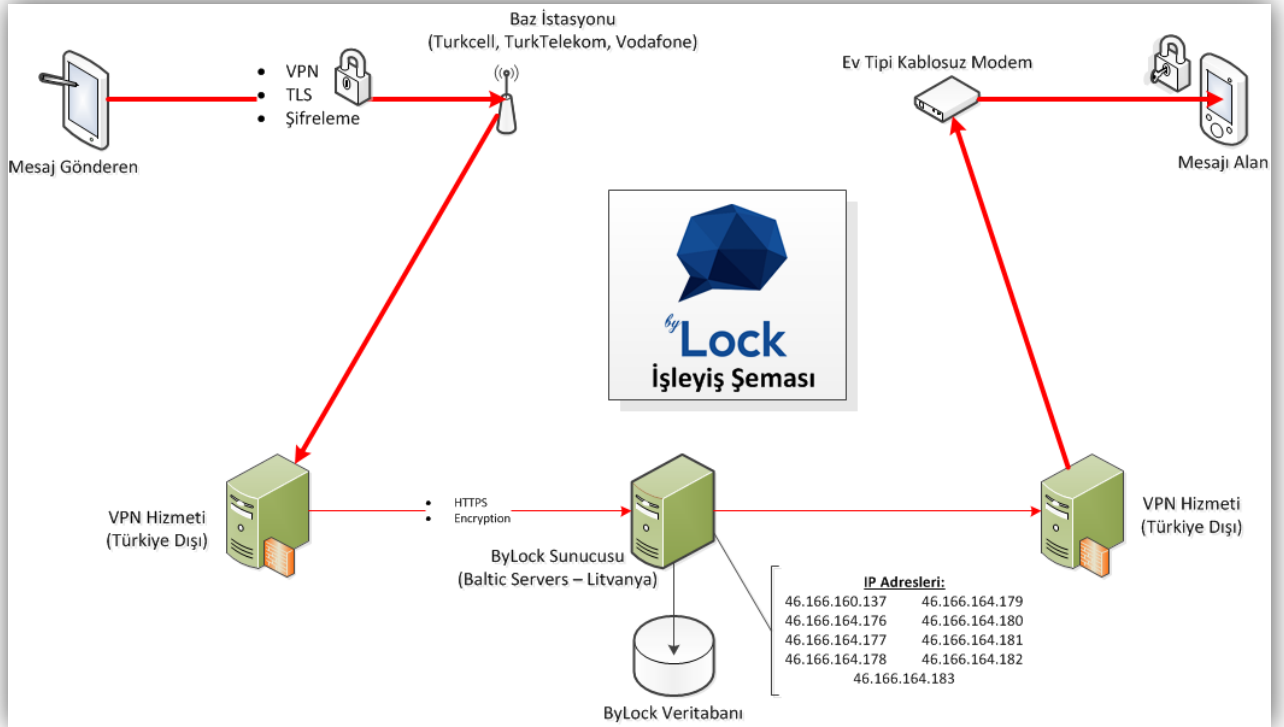 Baz İstasyonu
(Turkcell, TurkTelekom, Vodafone)
• VPN
• TLS
• Şifreleme
Mesaj Gönderen
Ev Tipi Kablosuz Modem
Mesajı Alan
by Lock
İşleyiş Şeması
VPN Hizmeti
(Türkiye Dışı)
• HTTPS
• Encryption
ByLock Sunucusu
(Baltic Servers – Litvanya)
VPN Hizmeti
(Türkiye Dışı)
IP Adresleri:
46.166.160.137 46.166.164.179
46.166.164.176 46.166.164.180
46.166.164.177 46.166.164.181
46.166.164.178 46.166.164.182
46.166.164.183
ByLock Veritabanı